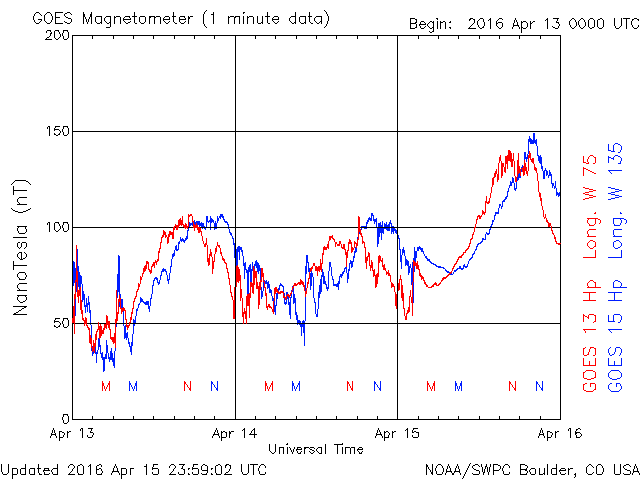 GOES Magnetometer (1 minute data)
Begin: 2016 Apr 13 0000 UTC
200
150
100
50
0
NanoTesla (nT)
M M N N M M N N M M N N
Apr 13 Apr 14 Apr 15 Apr 16
Universal Time
GOES 13 Hp Long. W 75
GOES 15 Hp Long. W 135
Updated 2016 Apr 15 23:59:02 UTC
NOAA/SWPC Boulder, CO USA